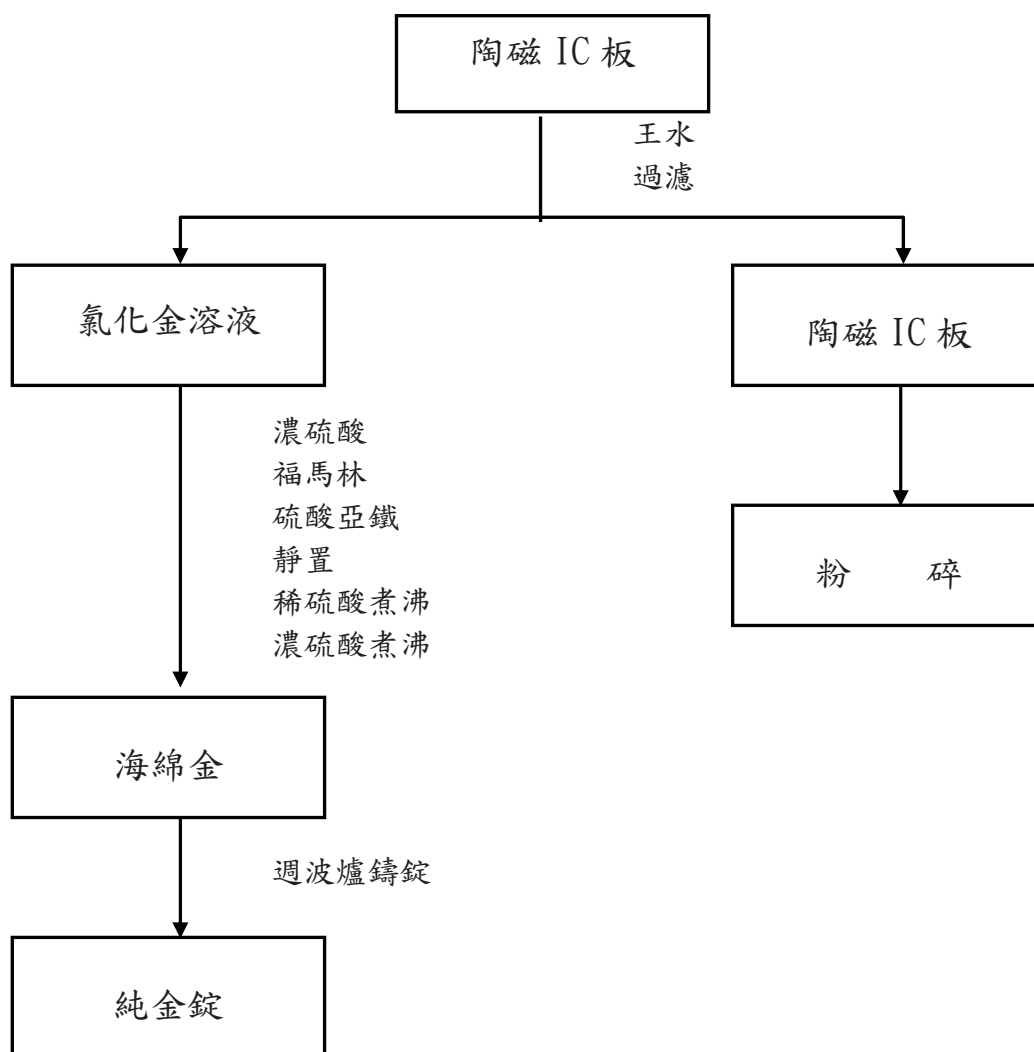 陶磁 IC 板
王水
過濾
氯化金溶液
陶磁 IC 板
濃硫酸
福馬林
硫酸亞鐵
靜置
稀硫酸煮沸
濃硫酸煮沸
粉 碎
海綿金
週波爐鑄錠
純金錠